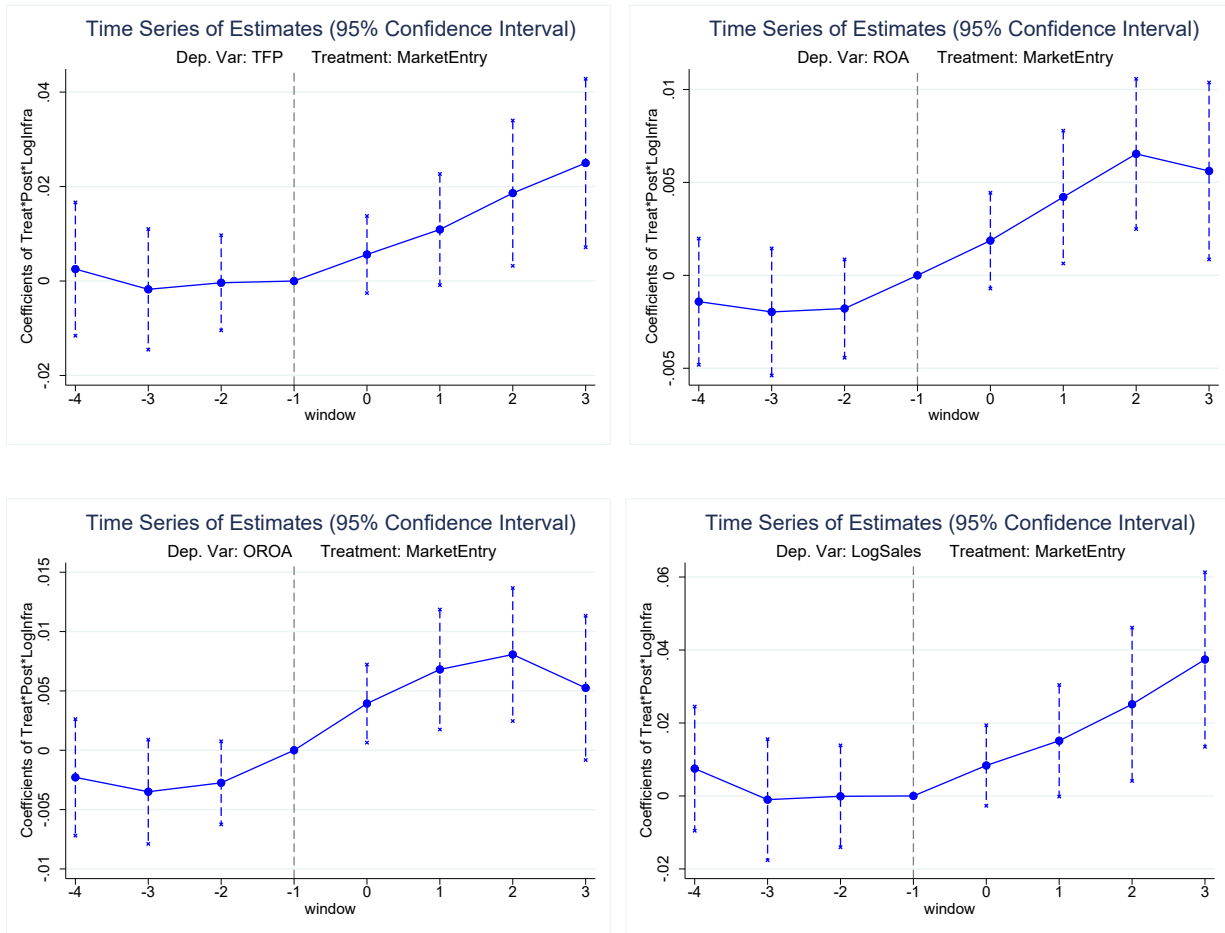 Time Series of Estimates (95% Confidence Interval)
Dep. Var: TFP Treatment: MarketEntry
Coefficients of Treat*Post*LogInfra
.04
.02
0
-.02
-4 -3 -2 -1 0 1 2 3
window
Time Series of Estimates (95% Confidence Interval)
Dep. Var: ROA Treatment: MarketEntry
Coefficients of Treat*Post*LogInfra
.01
.005
0
-.005
-4 -3 -2 -1 0 1 2 3
window
Time Series of Estimates (95% Confidence Interval)
Dep. Var: OROA Treatment: MarketEntry
Coefficients of Treat*Post*LogInfra
.015
.01
.005
0
-.005
-.01
-4 -3 -2 -1 0 1 2 3
window
Time Series of Estimates (95% Confidence Interval)
Dep. Var: LogSales Treatment: MarketEntry
Coefficients of Treat*Post*LogInfra
.06
.04
.02
0
-.02
-4 -3 -2 -1 0 1 2 3
window